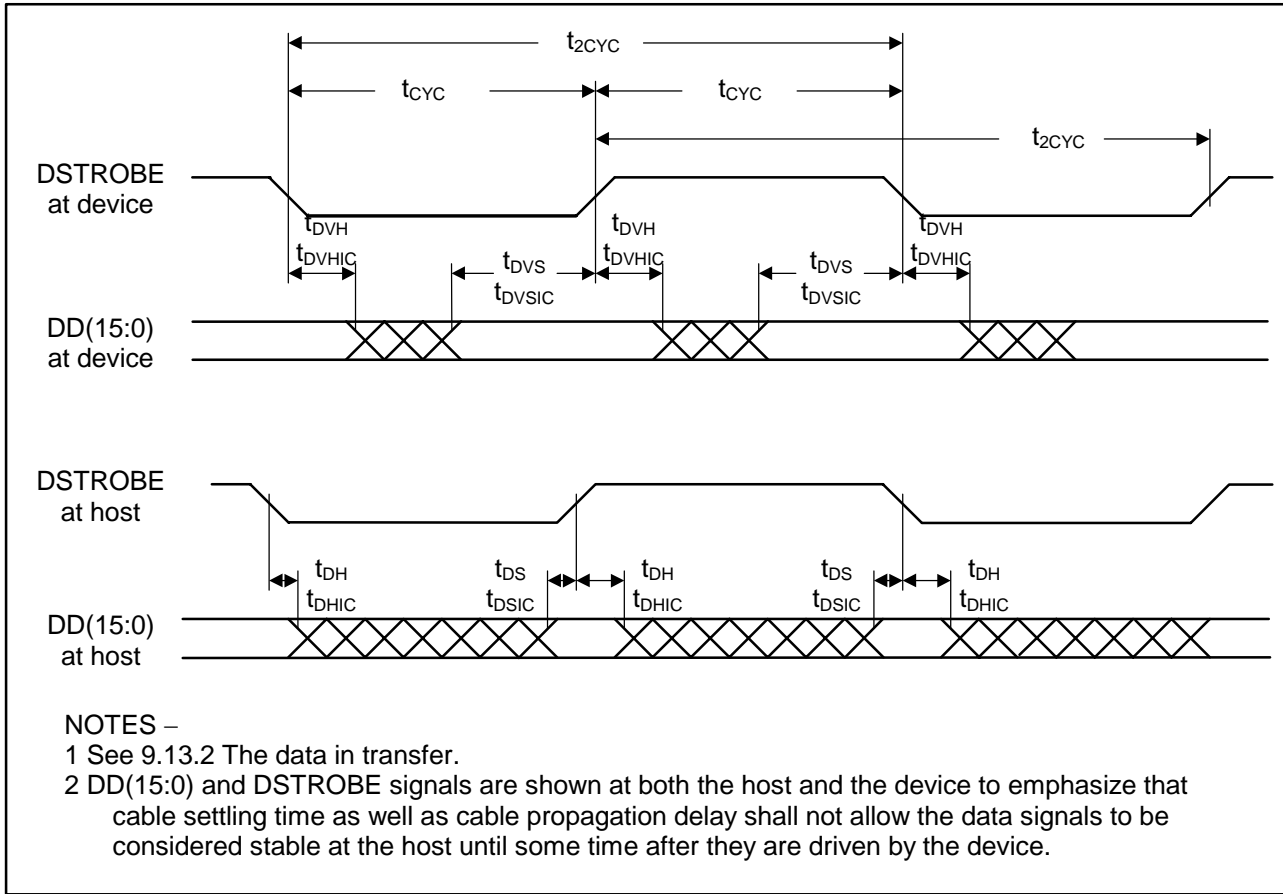 t2CYC
tCYC tCYC
t2CYC
DSTROBE
at device
tDVH tDVH tDVH
tDVHIC tDVS tDVHIC tDVS tDVHIC
tDVSIC tDVSIC
DD(15:0)
at device
DSTROBE
at host
tDH tDS tDH tDS tDH
tDHIC tDSIC tDHIC tDSIC tDHIC
DD(15:0)
at host
NOTES –
1 See 9.13.2 The data in transfer.
2 DD(15:0) and DSTROBE signals are shown at both the host and the device to emphasize that
cable settling time as well as cable propagation delay shall not allow the data signals to be
considered stable at the host until some time after they are driven by the device.